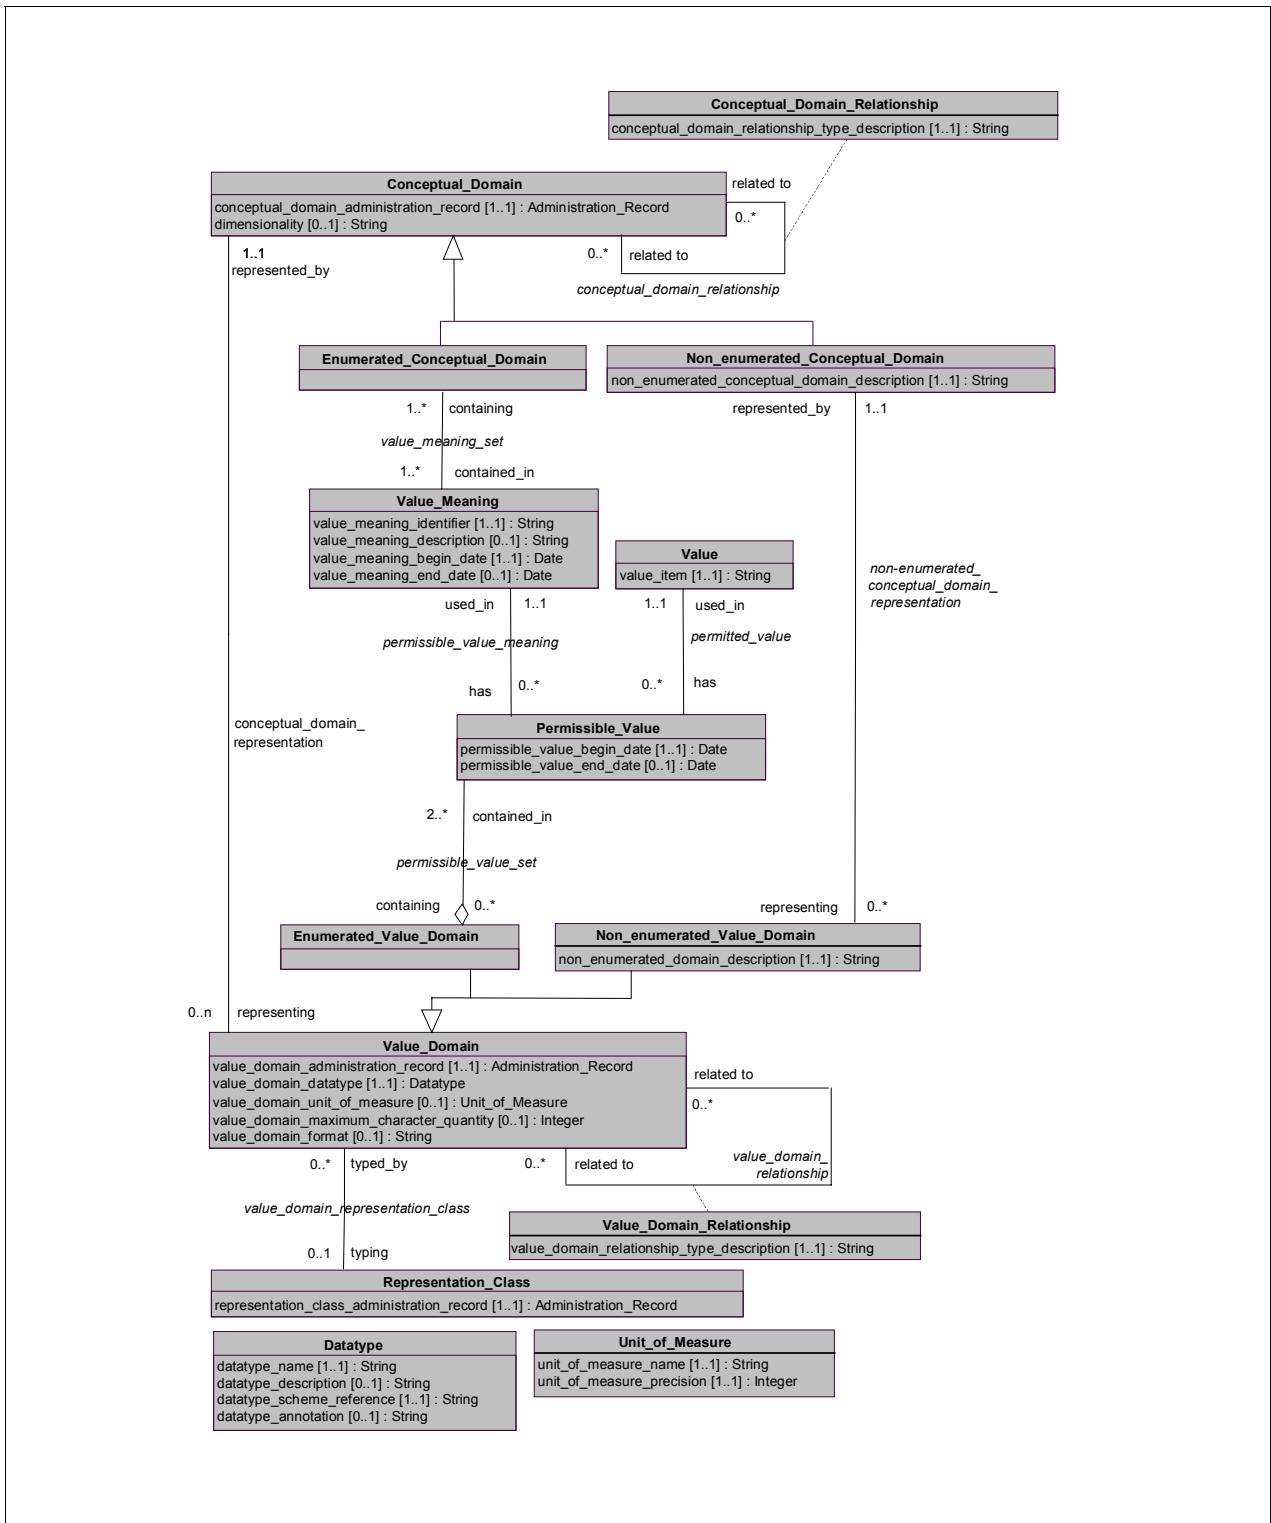 Conceptual_Domain_Relationship
conceptual_domain_relationship_type_description [1..1] : String
Conceptual_Domain
conceptual_domain_administration_record [1..1] : Administration_Record
dimensionality [0..1] : String
related to
0..*
1..1
represented_by
0..*
related to
conceptual_domain_relationship
Enumerated_Conceptual_Domain
Non_enumerated_Conceptual_Domain
non_enumerated_conceptual_domain_description [1..1] : String
1..*
containing
represented_by
1..1
value_meaning_set
1..*
contained_in
Value_Meaning
value_meaning_identifier [1..1] : String
value_meaning_description [0..1] : String
value_meaning_begin_date [1..1] : Date
value_meaning_end_date [0..1] : Date
Value
value_item [1..1] : String
non-enumerated_
conceptual_domain_
representation
used_in
1..1
1..1
used_in
permissible_value_meaning
permitted_value
has
0..*
0..*
has
conceptual_domain_
representation
Permissible_Value
permissible_value_begin_date [1..1] : Date
permissible_value_end_date [0..1] : Date
2..*
contained_in
permissible_value_set
containing
0..*
representing
0..*
Enumerated_Value_Domain
Non_enumerated_Value_Domain
non_enumerated_domain_description [1..1] : String
0..n
representing
Value_Domain
value_domain_administration_record [1..1] : Administration_Record
value_domain_datatype [1..1] : Datatype
value_domain_unit_of_measure [0..1] : Unit_of_Measure
value_domain_maximum_character_quantity [0..1] : Integer
value_domain_format [0..1] : String
related to
0..*
0..*
typed_by
0..*
related to
value_domain_
relationship
value_domain_representation_class
Value_Domain_Relationship
value_domain_relationship_type_description [1..1] : String
0..1
typing
Representation_Class
representation_class_administration_record [1..1] : Administration_Record
Datatype
datatype_name [1..1] : String
datatype_description [0..1] : String
datatype_scheme_reference [1..1] : String
datatype_annotation [0..1] : String
Unit_of_Measure
unit_of_measure_name [1..1] : String
unit_of_measure_precision [1..1] : Integer